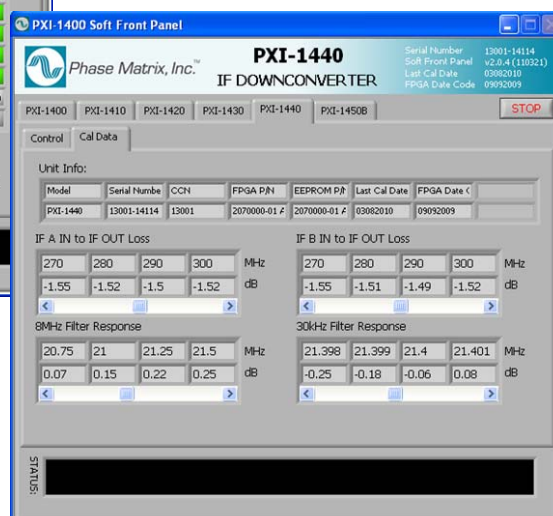 PXI-1400 Soft Front Panel
Phase Matrix, Inc.™
PXI-1440
IF DOWNCONVERTER
Serial Number 13001-14114
Soft Front Panel v2.0.4 (110321)
Last Cal Date 03082010
FPGA Date Code 09092009
PXI-1400 PXI-1410 PXI-1420 PXI-1430 PXI-1440 PXI-1450B STOP
Control Cal Data
Unit Info:
Model Serial Numbe CCN FPGA P/N EEPROM P/N Last Cal Date FPGA Date C
PXI-1440 13001-14114 13001 2070000-01 A 2070000-01 A 03082010 09092009
IF A IN to IF OUT Loss
270 280 290 300 MHz
-1.55 -1.52 -1.5 -1.52 dB
IF B IN to IF OUT Loss
270 280 290 300 MHz
-1.55 -1.51 -1.49 -1.52 dB
8MHz Filter Response
20.75 21 21.25 21.5 MHz
0.07 0.15 0.22 0.25 dB
30kHz Filter Response
21.398 21.399 21.4 21.401 MHz
-0.25 -0.18 -0.06 0.08 dB
STATUS: